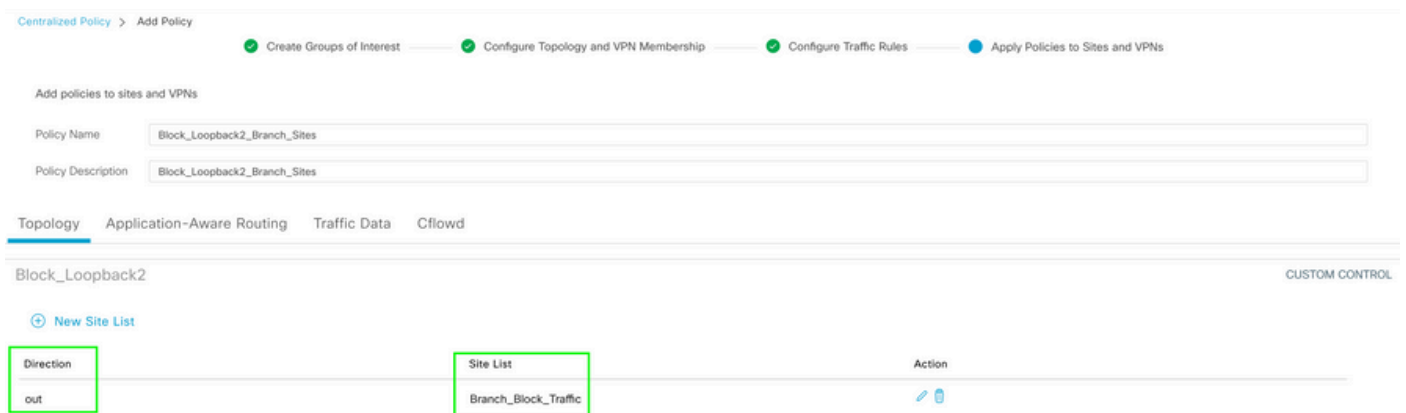 Centralized Policy > Add Policy
Create Groups of Interest Configure Topology and VPN Membership Configure Traffic Rules Apply Policies to Sites and VPNs
Add policies to sites and VPNs
Policy Name Block_Loopback2_Branch_Sites
Policy Description Block_Loopback2_Branch_Sites
Topology Application-Aware Routing Traffic Data Cflowd
Block_Loopback2 CUSTOM CONTROL
New Site List
Direction Site List Action
out Branch_Block_Traffic